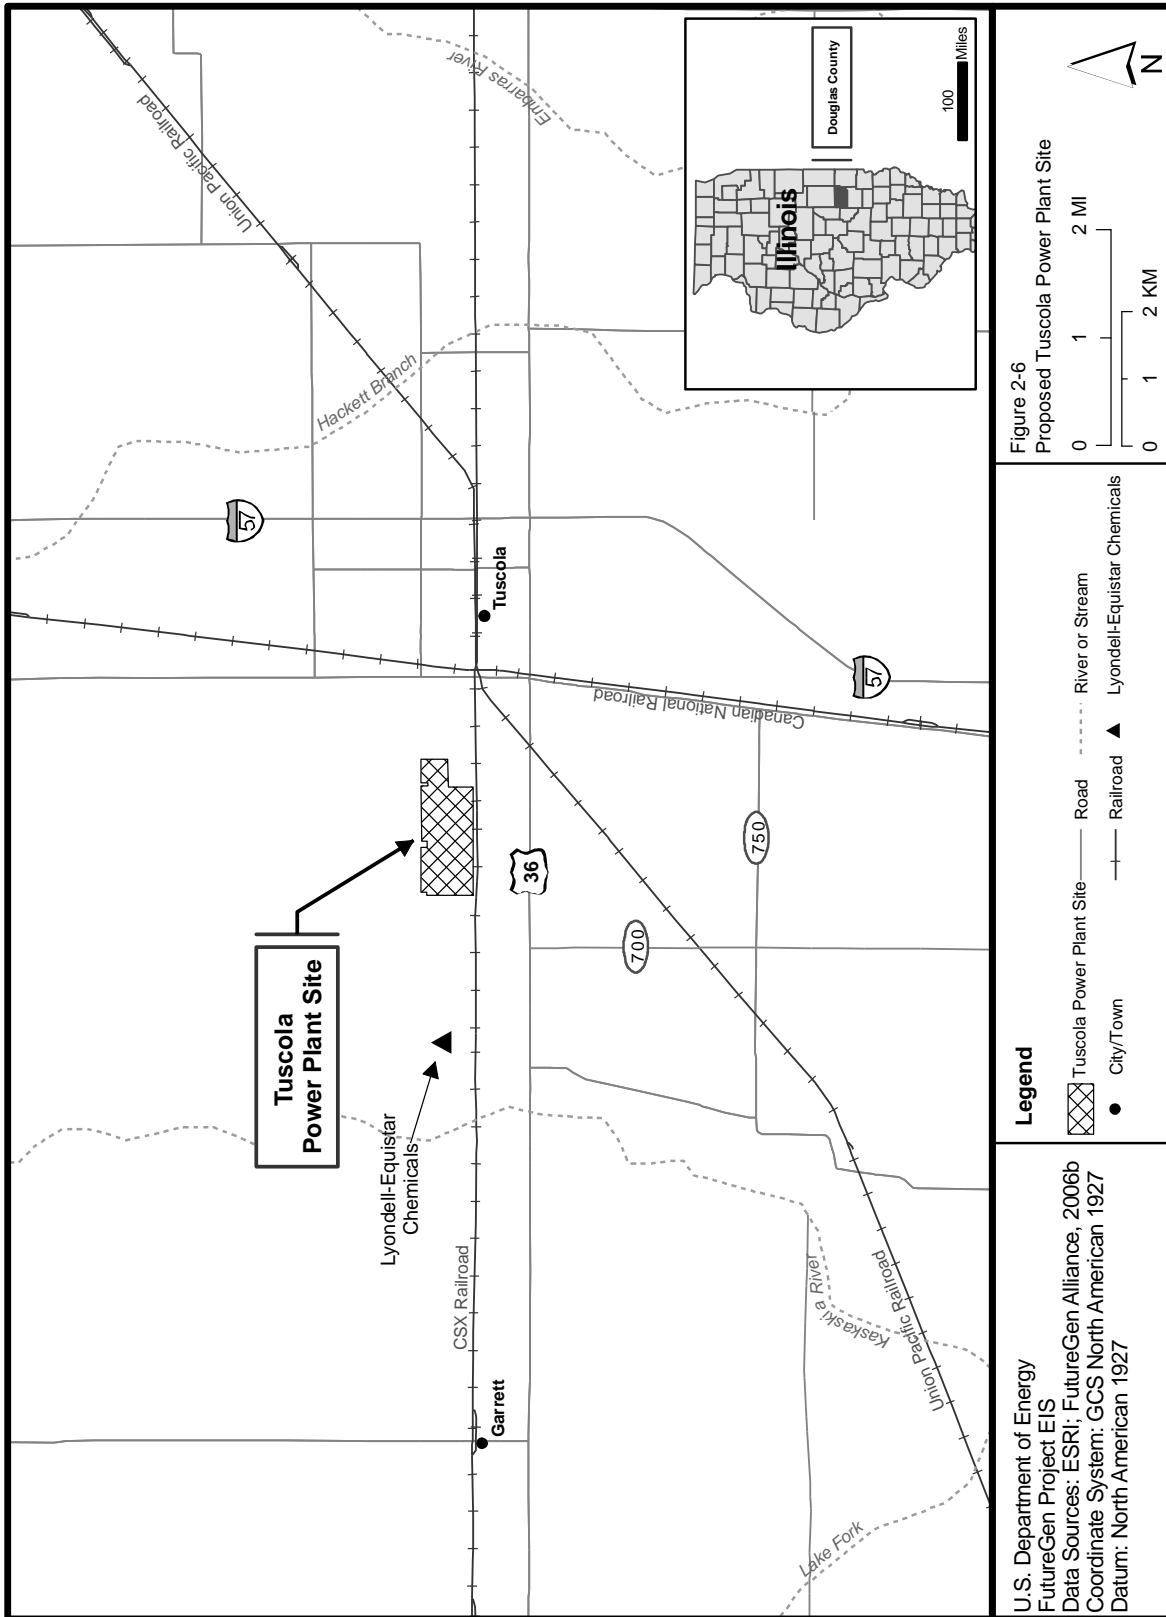 Union Pacific Railroad
Embarras River
Hackett Branch
57
Tuscola
Tuscola
Power Plant Site
Lyondell-Equistar
Chemicals
CSX Railroad
Garrett
36
Canadian National Railroad
57
700
750
Kaskaskia River
Union Pacific Railroad
Lake Fork
Illinois
Douglas County
100
Miles
U.S. Department of Energy
FutureGen Project EIS
Data Sources: ESRI; FutureGen Alliance, 2006b
Coordinate System: GCS North American 1927
Datum: North American 1927
Legend
Tuscola Power Plant Site
Road
River or Stream
City/Town
Railroad
Lyondell-Equistar Chemicals
Figure 2-6
Proposed Tuscola Power Plant Site
0 1 2 MI
0 1 2 KM
N